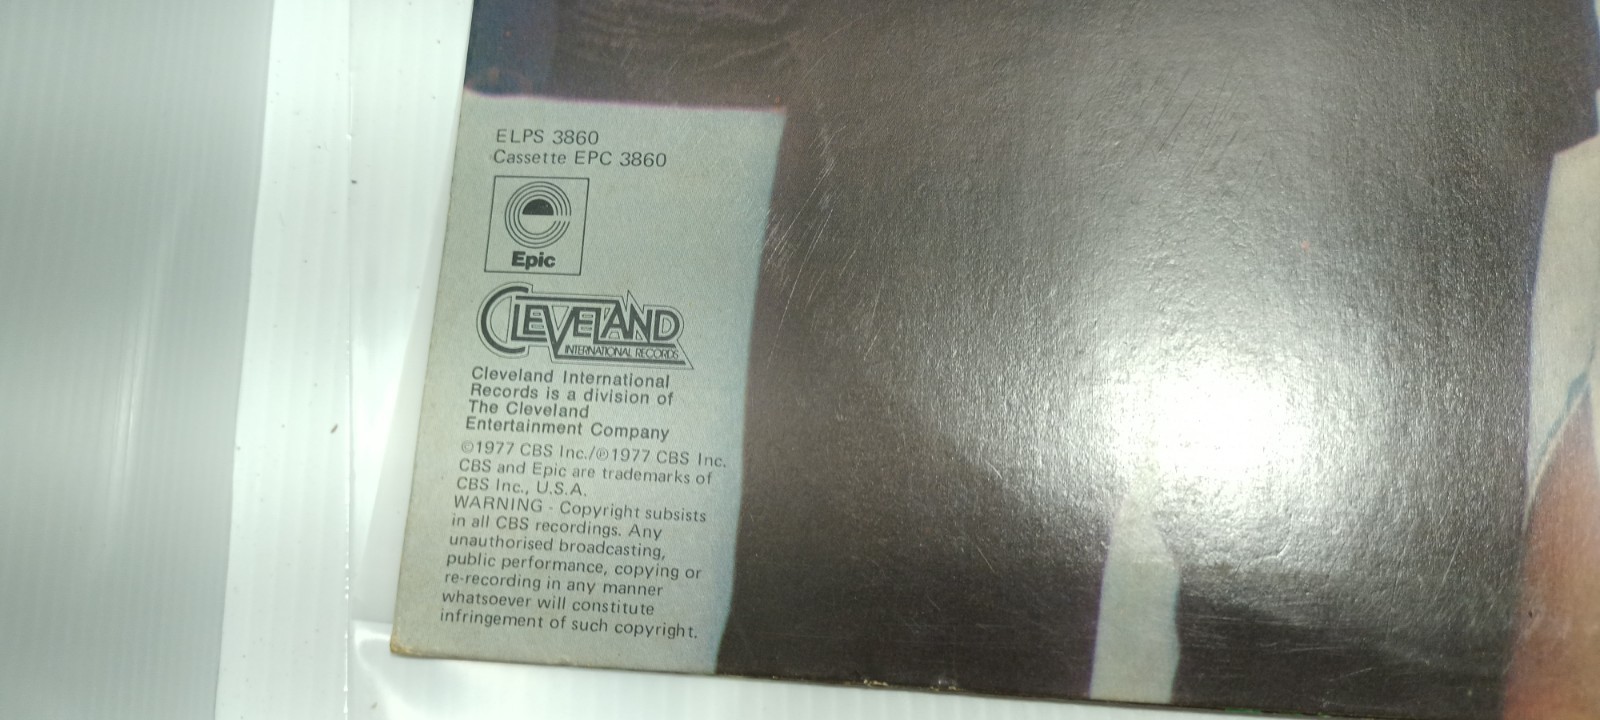 ELPS 3860
Cassette EPC 3860
Epic
CLEVELAND
INTERNATIONAL RECORDS
Cleveland International
Records is a division of
The Cleveland
Entertainment Company
©1977 CBS Inc./℗1977 CBS Inc.
CBS and Epic are trademarks of
CBS Inc., U.S.A.
WARNING - Copyright subsists
in all CBS recordings. Any
unauthorised broadcasting,
public performance, copying or
re-recording in any manner
whatsoever will constitute
infringement of such copyright.